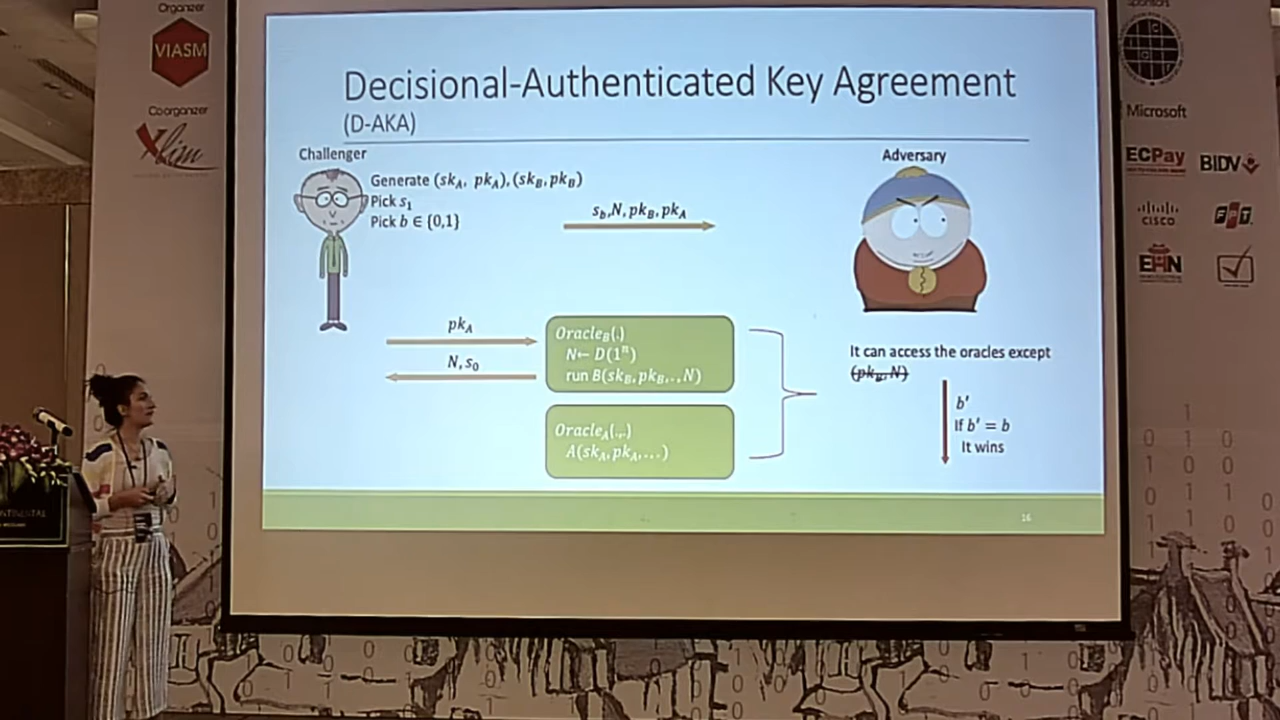 Organizer
VIASM
Coorganizer
Xlim
Sponsors
Microsoft
ECPay
BIDV
CISCO
FPT
Decisional-Authenticated Key Agreement
(D-AKA)
Challenger
Adversary
Generate (sk_A, pk_A),(sk_B,pk_B)
Pick s_1
Pick b ∈ {0,1}
s_b,N,pk_B,pk_A
pk_A
N,s_0
Oracle_B(.)
N← D(1^n)
run B(sk_B,pk_B,.,N)
Oracle_A(.,.)
A(sk_A,pk_A,...)
It can access the oracles except
(pk_B,N)
b'
If b' = b
It wins
16